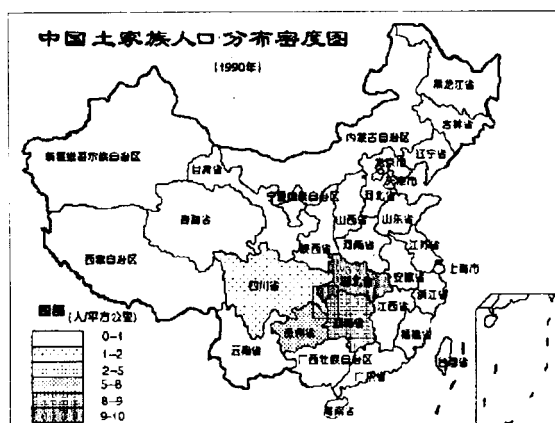 中国土家族人口分布密度图
(1990年)
黑龙江省
吉林省
辽宁省
内蒙古自治区
北京市
天津市
新疆维吾尔族自治区
甘肃省
宁夏回族自治区
河北省
山西省
山东省
青海省
陕西省
河南省
江苏省
西藏自治区
四川省
湖北省
安徽省
上海市
浙江省
江西省
湖南省
贵州省
福建省
云南省
广西壮族自治区
广东省
台湾省
海南省
图例 (人/平方公里)
0-1
1-2
2-5
5-8
8-9
9-10